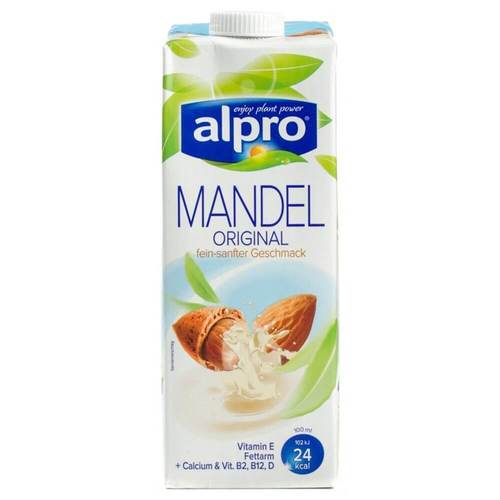 enjoy plant power
alpro
MANDEL
ORIGINAL
fein-sanfter Geschmack
100 ml
102 kJ
24
kcal
Vitamin E
Fettarm
+ Calcium & Vit. B2, B12, D